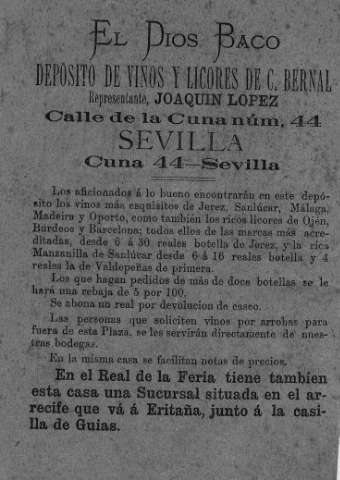 EL DIOS BACO
DEPÓSITO DE VINOS Y LICORES DE C. BERNAL
Representante, JOAQUIN LOPEZ
Calle de la Cuna núm. 44
SEVILLA
Cuna 44—Sevilla
Los aficionados á lo bueno encontrarán en este depó-
sito los vinos más esquisitos de Jerez, Sanlúcar, Málaga,
Madeira y Oporto, como también los ricos licores de Ojén,
Burdeos y Barcelona; todos ellos de las marcas más acre-
ditadas, desde 6 á 30 reales botella de Jerez, y la rica
Manzanilla de Sanlúcar desde 6 á 16 reales botella y 4
reales la de Valdepeñas de primera.
Los que hagan pedidos de más de doce botellas se le
hará una rebaja de 5 por 100.
Se abona un real por devolucion de casco.
Las personas que soliciten vinos por arrobas para
fuera de esta Plaza, se les servirán directamente de nues-
tras bodegas.
En la misma casa se facilitan notas de precios.
En el Real de la Feria tiene tambien
esta casa una Sucursal situada en el ar-
recife que vá á Eritaña, junto á la casi-
lla de Guias.